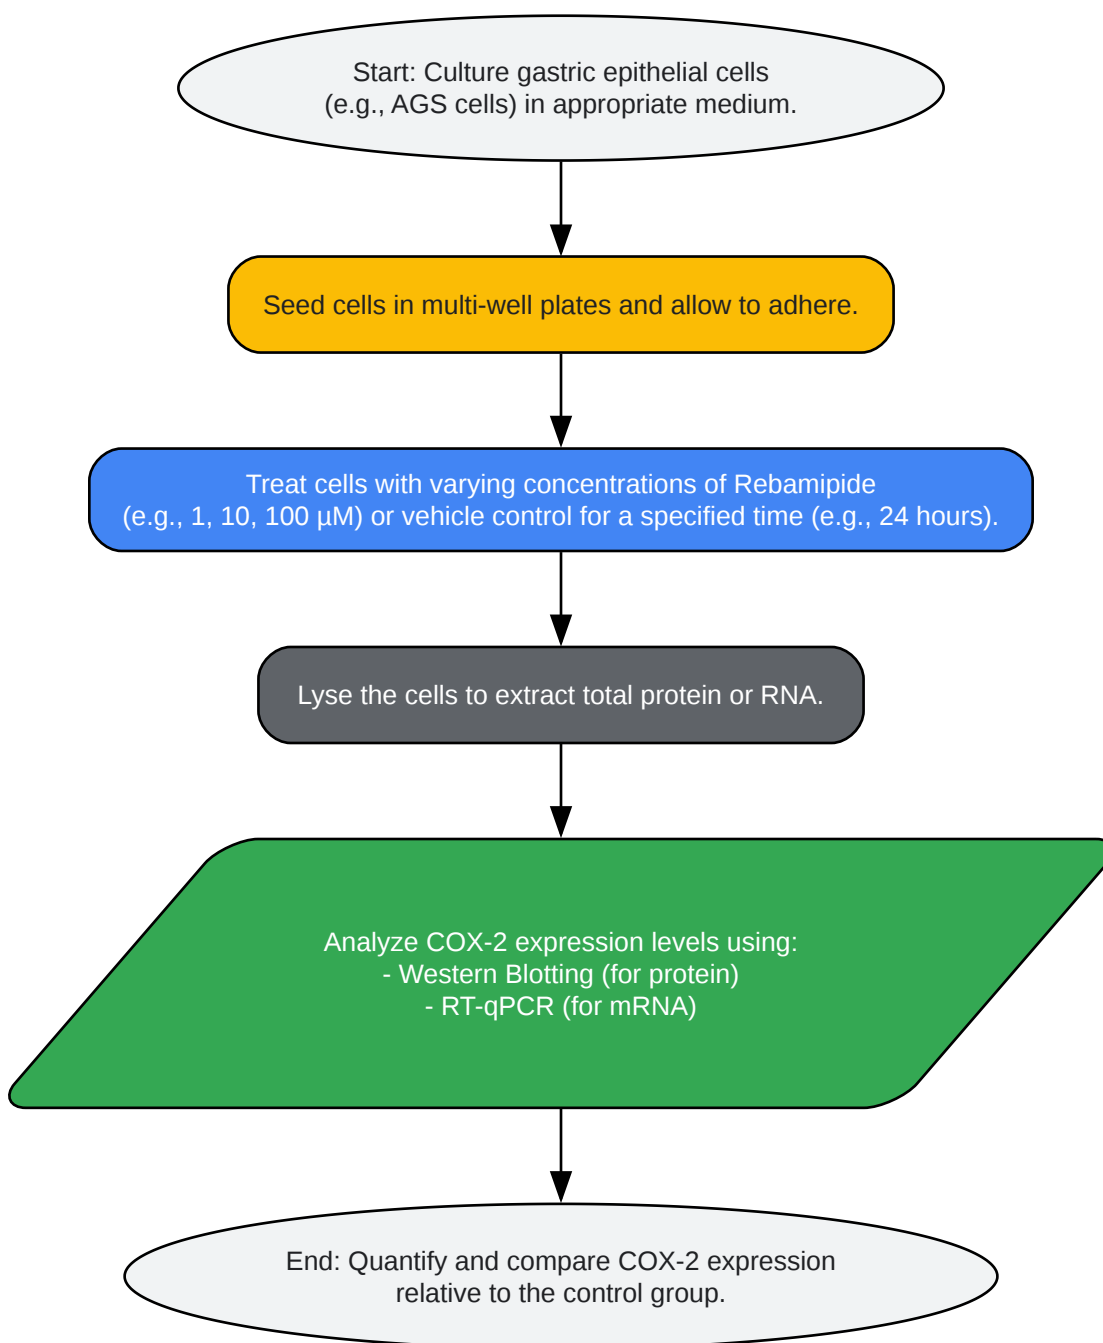 Start: Culture gastric epithelial cells
(e.g., AGS cells) in appropriate medium.
Seed cells in multi-well plates and allow to adhere.
Treat cells with varying concentrations of Rebamipide
(e.g., 1, 10, 100 µM) or vehicle control for a specified time (e.g., 24 hours).
Lyse the cells to extract total protein or RNA.
Analyze COX-2 expression levels using:
- Western Blotting (for protein)
- RT-qPCR (for mRNA)
End: Quantify and compare COX-2 expression
relative to the control group.